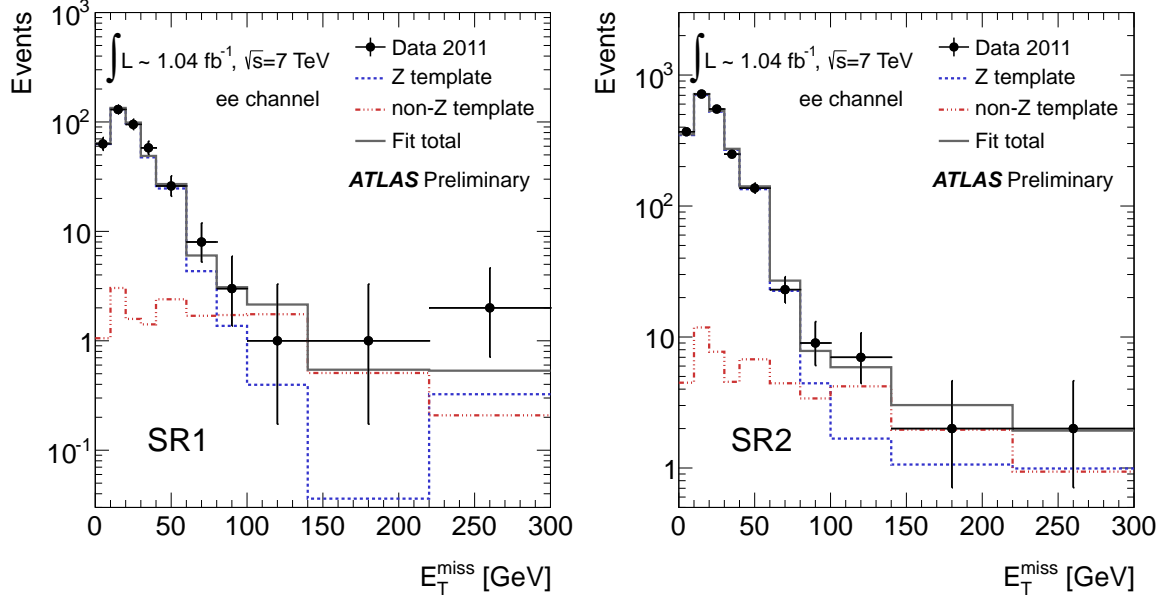 Events
10³
10²
10
1
10⁻¹
∫L ~ 1.04 fb⁻¹, √s=7 TeV
ee channel
Data 2011
Z template
non-Z template
Fit total
ATLAS Preliminary
SR1
0 50 100 150 200 250 300
E_T^miss [GeV]
Events
10³
10²
10
1
∫L ~ 1.04 fb⁻¹, √s=7 TeV
ee channel
Data 2011
Z template
non-Z template
Fit total
ATLAS Preliminary
SR2
0 50 100 150 200 250 300
E_T^miss [GeV]